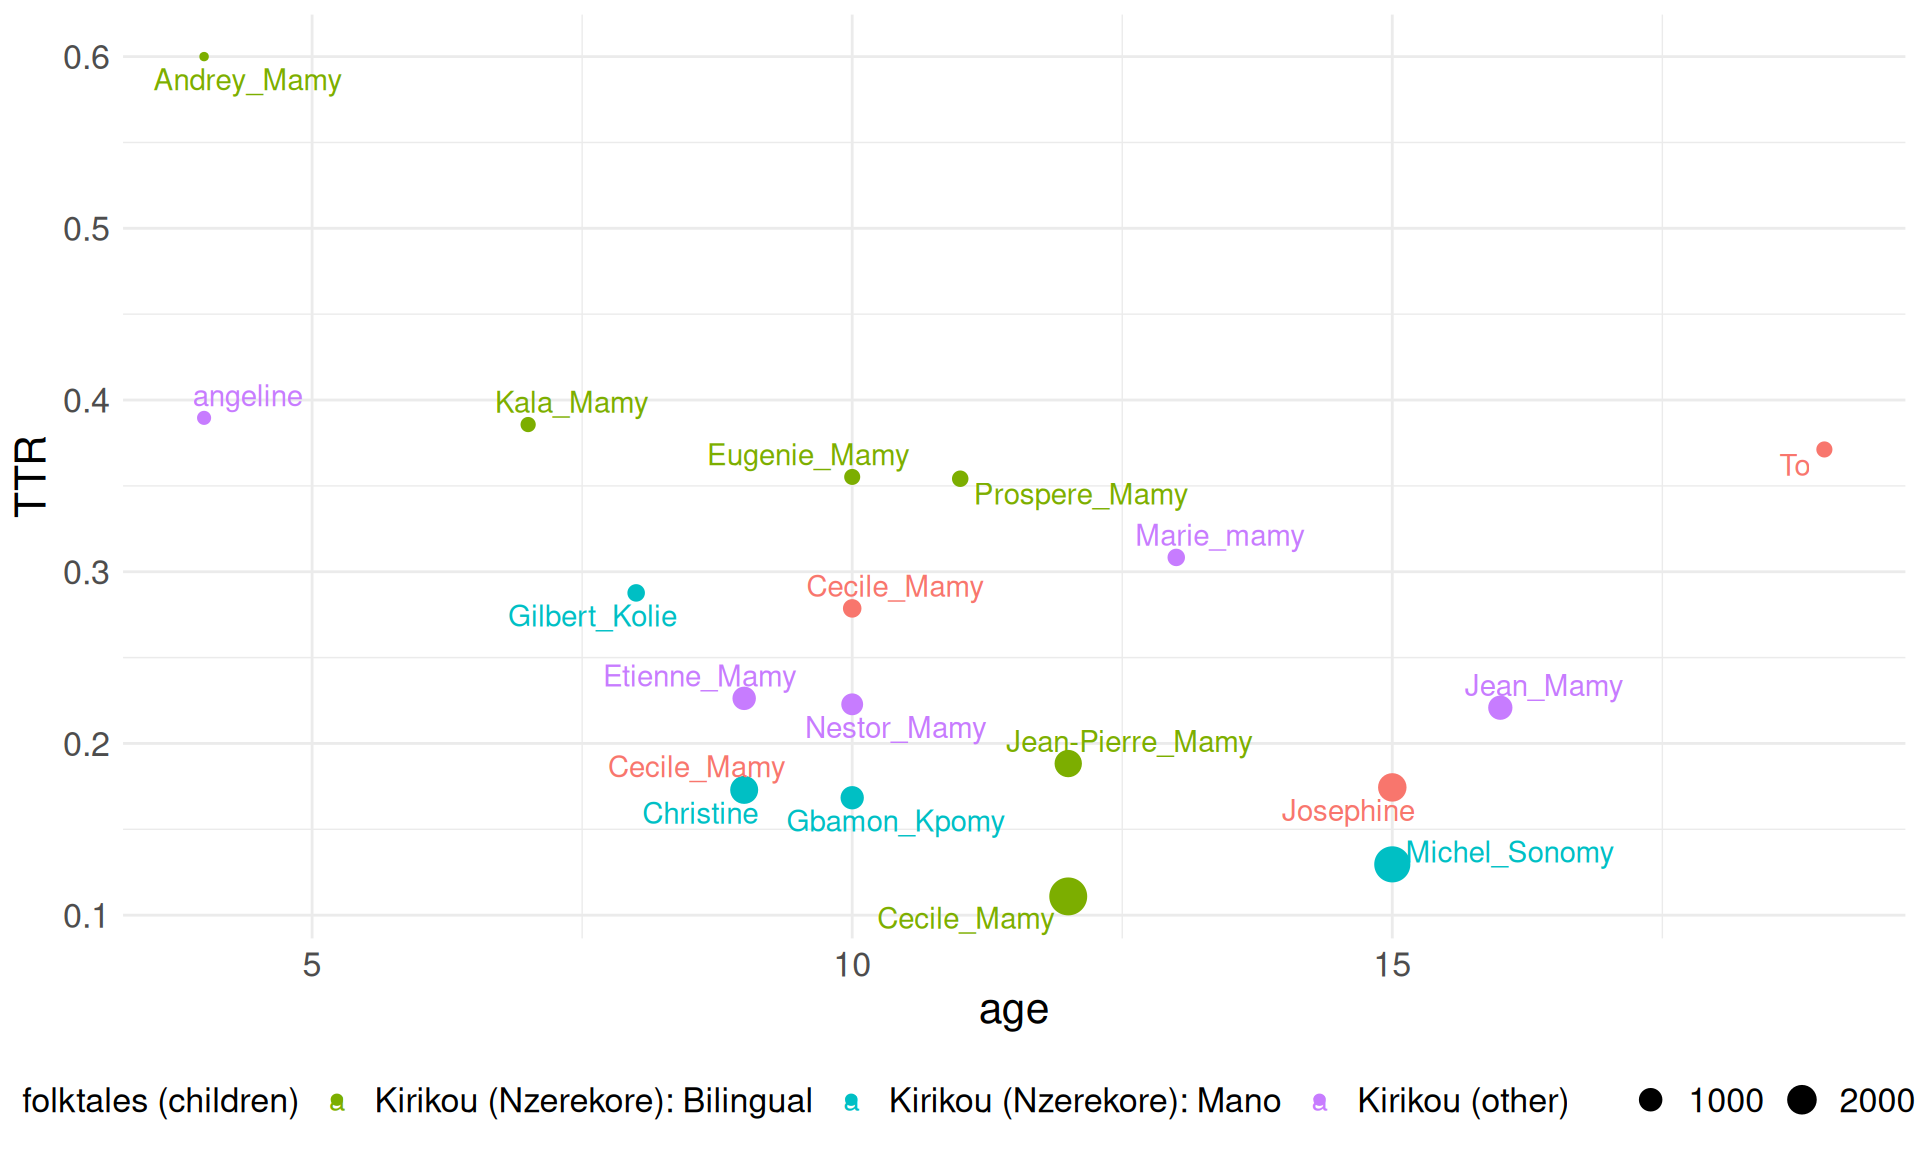 0.6
Andrey_Mamy
0.5
angeline
0.4
Kala_Mamy
Eugenie_Mamy
To
Prospere_Mamy
TTR
Marie_mamy
0.3
Cecile_Mamy
Gilbert_Kolie
Etienne_Mamy
Jean_Mamy
Nestor_Mamy
0.2
Jean-Pierre_Mamy
Cecile_Mamy
Christine
Gbamon_Kpomy
Josephine
Michel_Sonomy
0.1
Cecile_Mamy
5 10 15
age
folktales (children) a Kirikou (Nzerekore): Bilingual a Kirikou (Nzerekore): Mano a Kirikou (other) 1000 2000